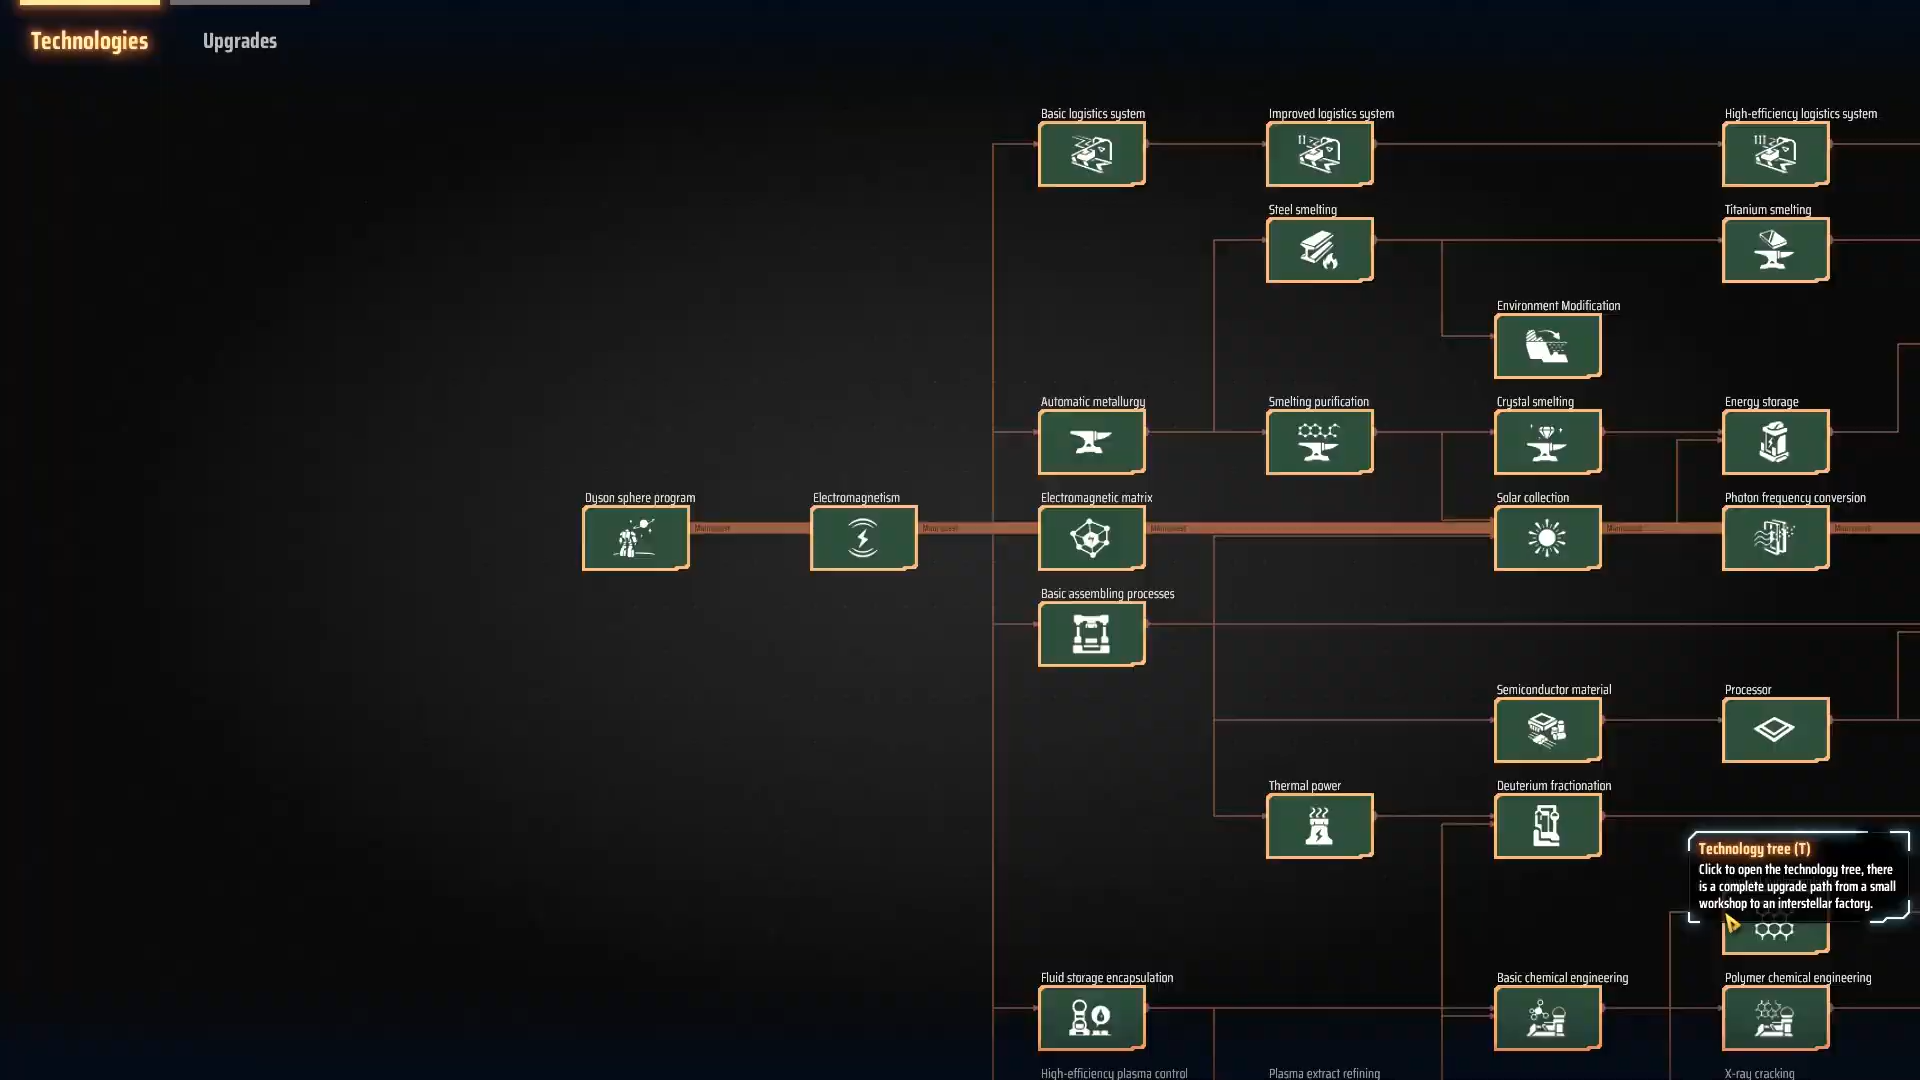 Technologies
Upgrades
Basic logistics system
Improved logistics system
High-efficiency logistics system
Steel smelting
Titanium smelting
Environment Modification
Automatic metallurgy
Smelting purification
Crystal smelting
Energy storage
Dyson sphere program
Electromagnetism
Electromagnetic matrix
Solar collection
Photon frequency conversion
Basic assembling processes
Semiconductor material
Processor
Thermal power
Deuterium fractionation
Technology tree (T)
Click to open the technology tree, there
is a complete upgrade path from a small
workshop to an interstellar factory.
Fluid storage encapsulation
Basic chemical engineering
Polymer chemical engineering
High-efficiency plasma control
Plasma extract refining
X-ray cracking